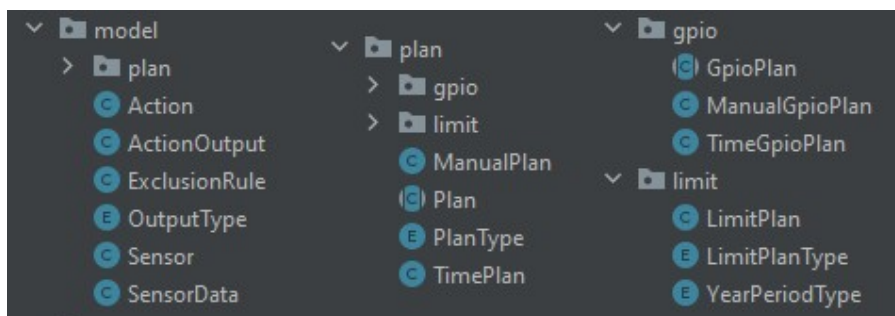 model
plan
Action
ActionOutput
ExclusionRule
OutputType
Sensor
SensorData
plan
gpio
limit
ManualPlan
Plan
PlanType
TimePlan
gpio
GpioPlan
ManualGpioPlan
TimeGpioPlan
limit
LimitPlan
LimitPlanType
YearPeriodType